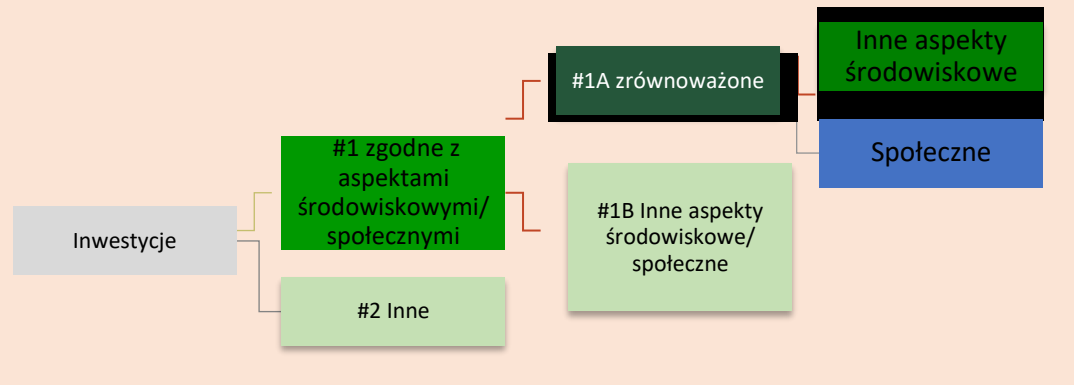 Inwestycje
#1 zgodne z
aspektami
środowiskowymi/
społecznymi
#2 Inne
#1A zrównoważone
#1B Inne aspekty
środowiskowe/
społeczne
Inne aspekty
środowiskowe
Społeczne